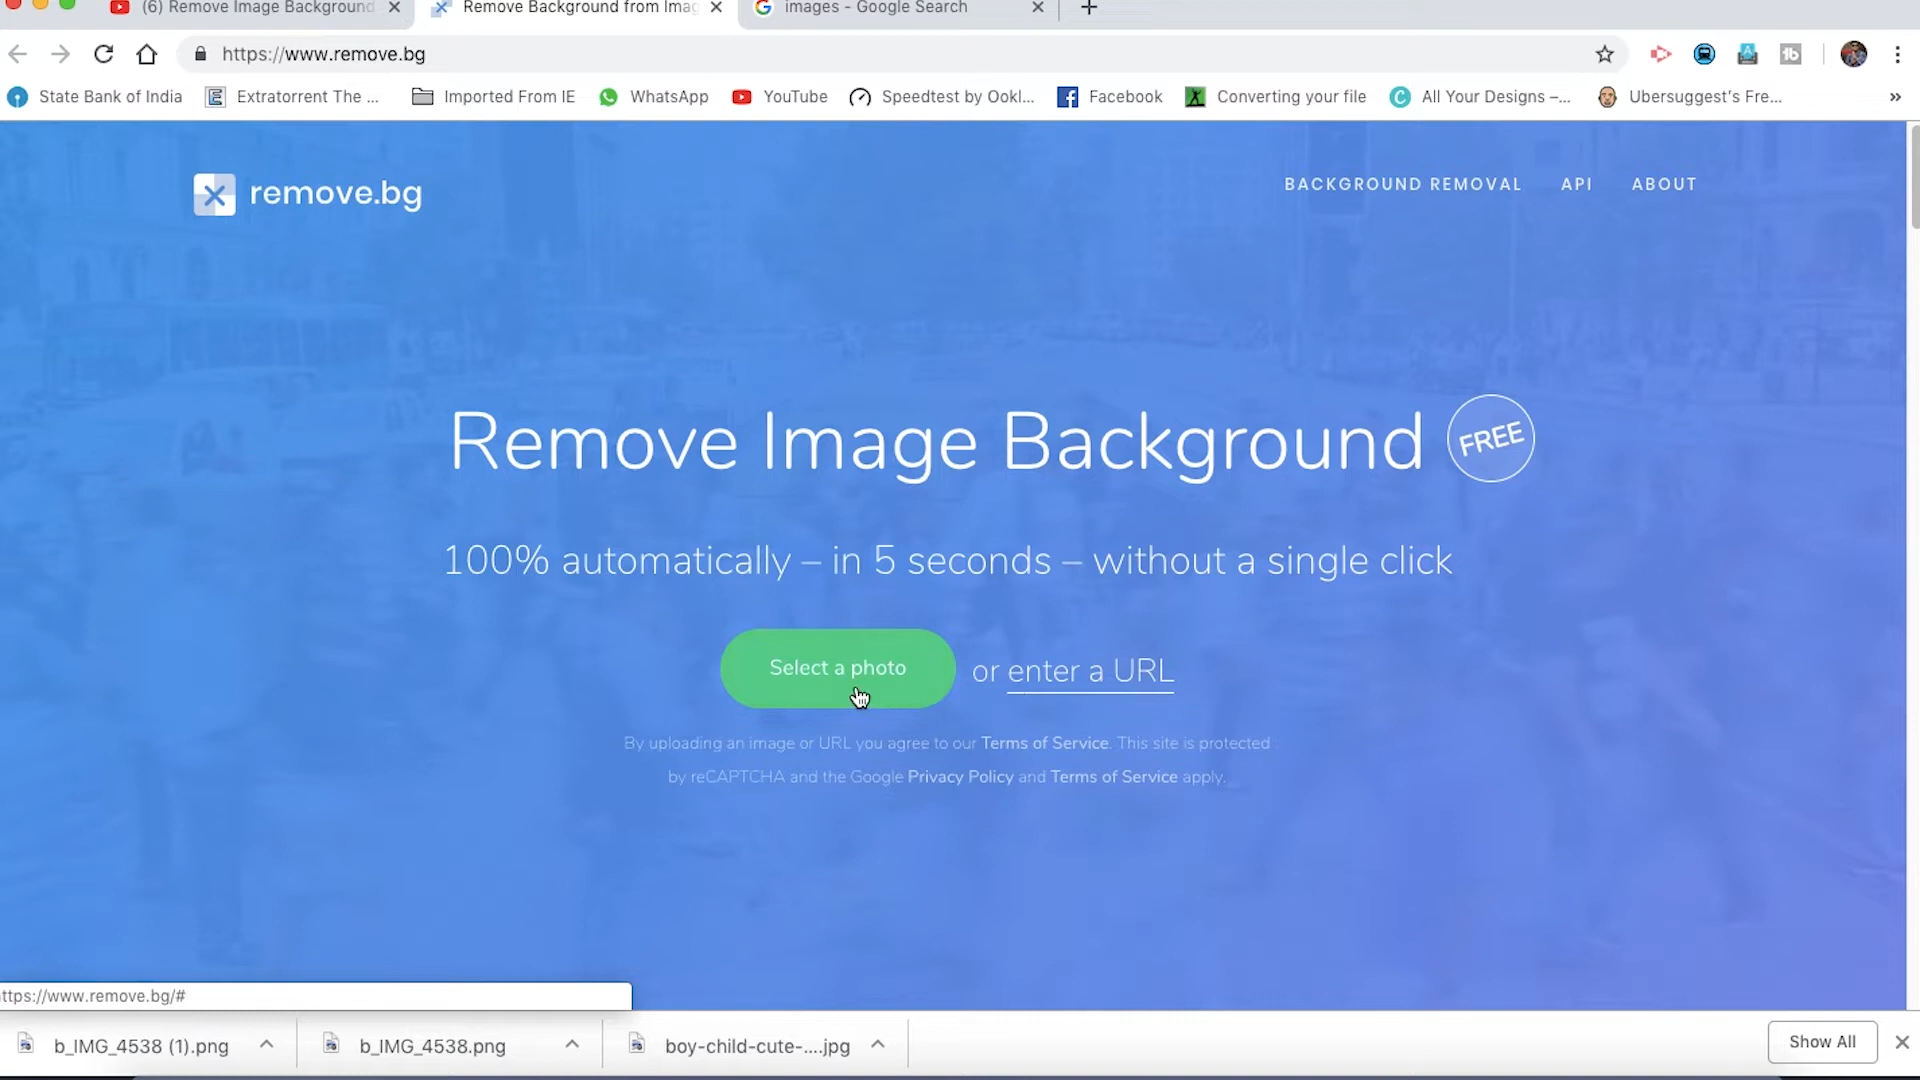 (6) Remove Image Background
Remove Background from Imag
images - Google Search
https://www.remove.bg
State Bank of India
Extratorrent The ...
Imported From IE
WhatsApp
YouTube
Speedtest by Ookl...
Facebook
Converting your file
All Your Designs –...
Ubersuggest's Fre...
»
remove.bg
BACKGROUND REMOVAL
API
ABOUT
Remove Image Background
FREE
100% automatically – in 5 seconds – without a single click
Select a photo
or enter a URL
By uploading an image or URL you agree to our Terms of Service. This site is protected
by reCAPTCHA and the Google Privacy Policy and Terms of Service apply.
ttps://www.remove.bg/#
b_IMG_4538 (1).png
b_IMG_4538.png
boy-child-cute-....jpg
Show All